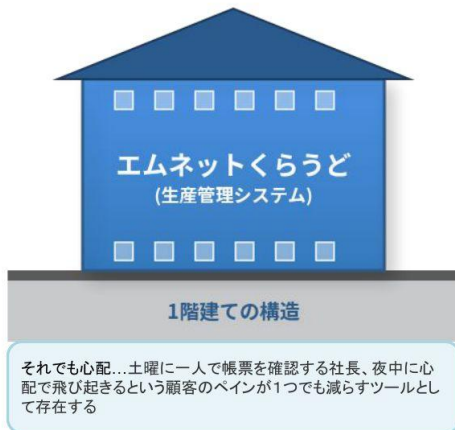 エムネットくらうど
(生産管理システム)
1階建ての構造
それでも心配…土曜に一人で帳票を確認する社長、夜中に心
配で飛び起きるという顧客のペインが1つでも減らすツールとし
て存在する